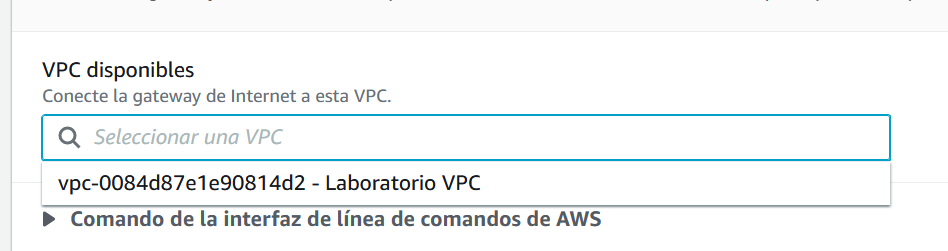 VPC disponibles
Conecte la gateway de Internet a esta VPC.
Seleccionar una VPC
vpc-0084d87e1e90814d2 - Laboratorio VPC
Comando de la interfaz de línea de comandos de AWS